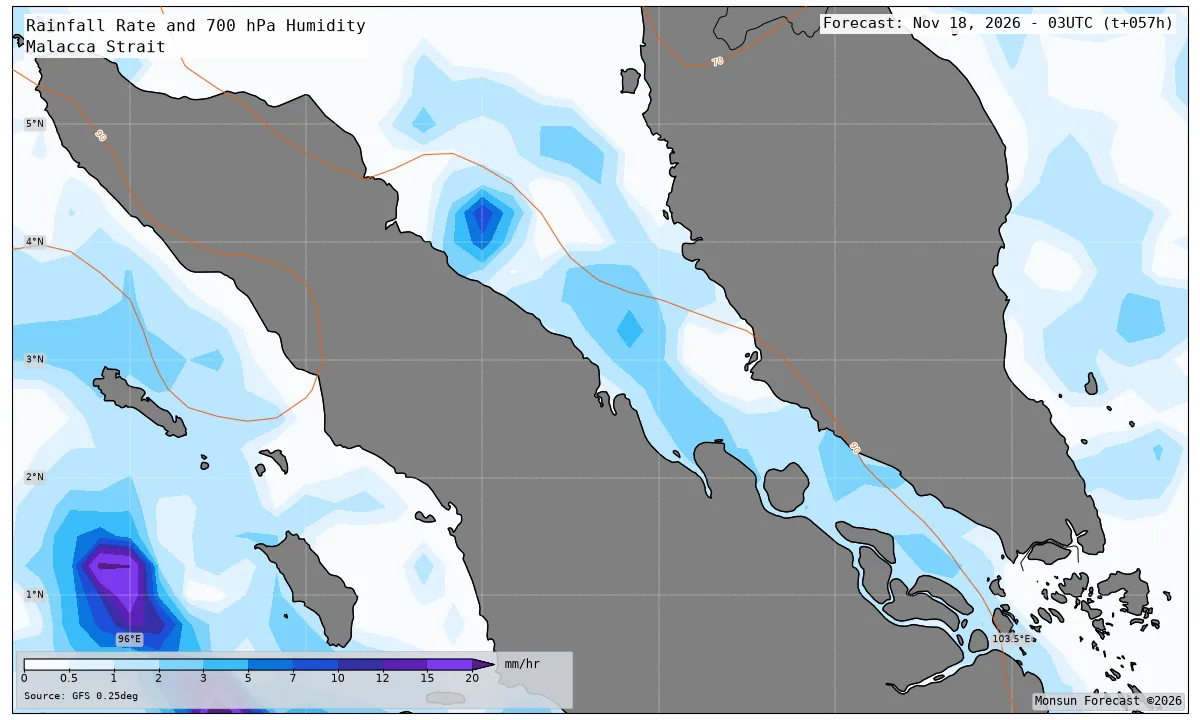 Rainfall Rate and 700 hPa Humidity
Malacca Strait
Forecast: Nov 18, 2026 - 03UTC (t+057h)
70
5°N
90
4°N
3°N
90
2°N
1°N
96°E
103.5°E
mm/hr
0 0.5 1 2 3 5 7 10 12 15 20
Source: GFS 0.25deg
Monsun Forecast ©2026